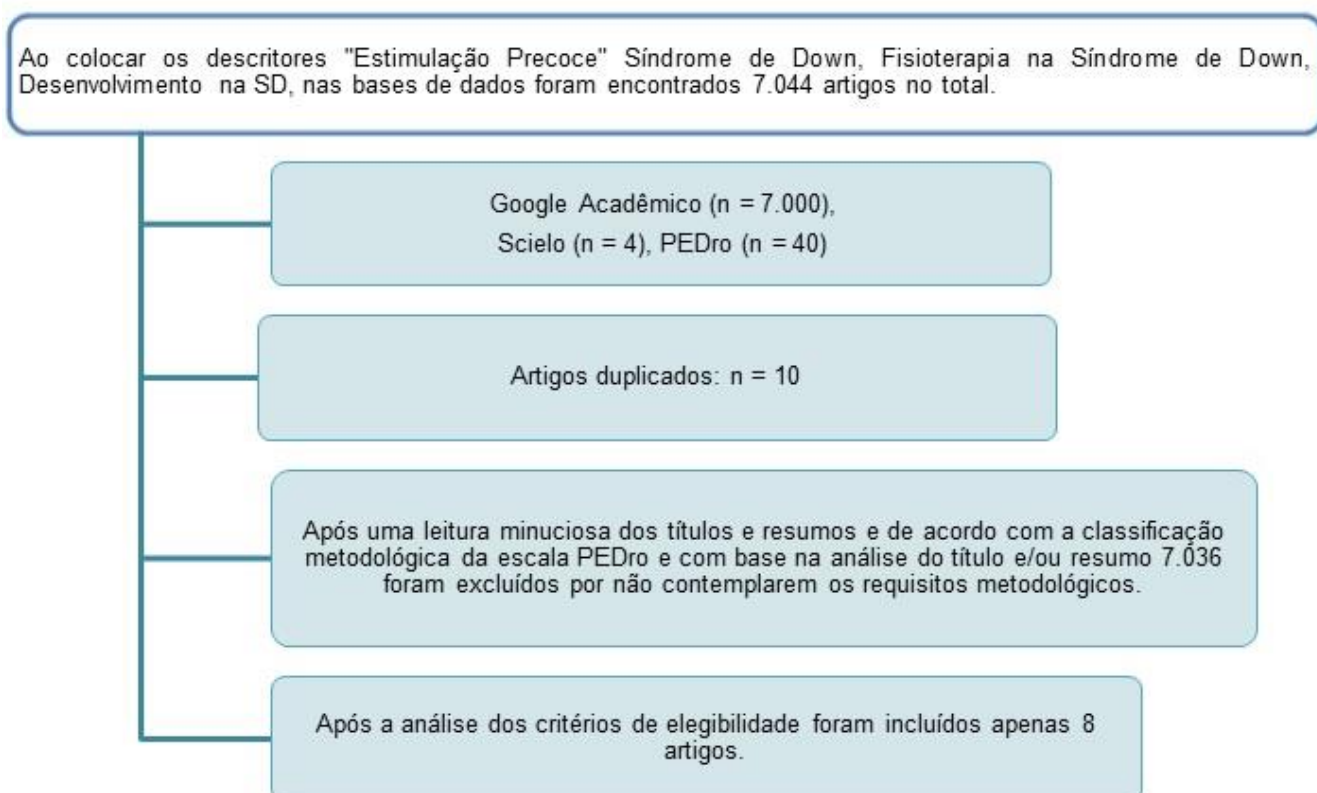 Ao colocar os descritores "Estimulação Precoce" Síndrome de Down, Fisioterapia na Síndrome de Down,
Desenvolvimento na SD, nas bases de dados foram encontrados 7.044 artigos no total.
Google Acadêmico (n = 7.000),
Scielo (n = 4), PEDro (n = 40)
Artigos duplicados: n = 10
Após uma leitura minuciosa dos títulos e resumos e de acordo com a classificação
metodológica da escala PEDro e com base na análise do título e/ou resumo 7.036
foram excluídos por não contemplarem os requisitos metodológicos.
Após a análise dos critérios de elegibilidade foram incluídos apenas 8
artigos.